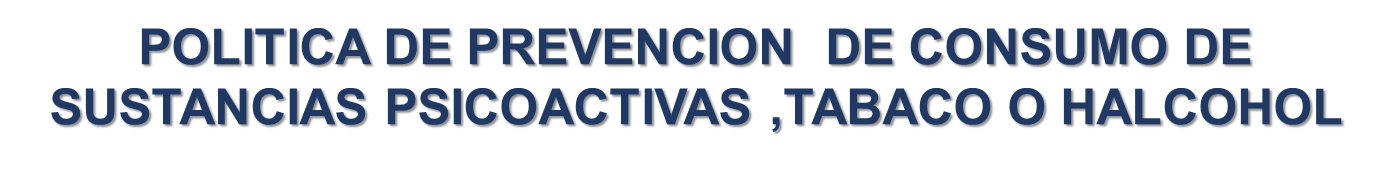 POLITICA DE PREVENCION  DE CONSUMO DE
SUSTANCIAS PSICOACTIVAS ,TABACO O HALCOHOL